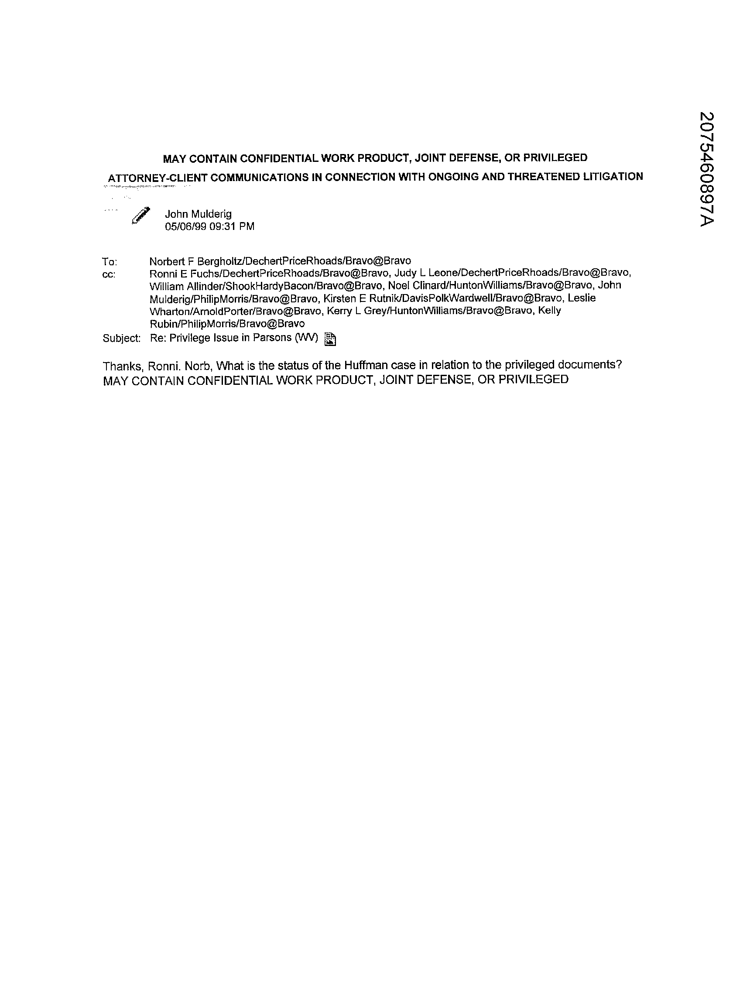 MAY CONTAIN CONFIDENTIAL WORK PRODUCT, JOINT DEFENSE, OR PRIVILEGED
ATTORNEY-CLIENT COMMUNICATIONS IN CONNECTION WITH ONGOING AND THREATENED LITIGATION
John Mulderig
05/06/99 09:31 PM
To: Norbert F Bergholtz/DechertPriceRhoads/Bravo@Bravo
cc: Ronni E Fuchs/DechertPriceRhoads/Bravo@Bravo, Judy L Leone/DechertPriceRhoads/Bravo@Bravo,
William Allinder/ShookHardyBacon/Bravo@Bravo, Noel Clinard/HuntonWilliams/Bravo@Bravo, John
Mulderig/PhilipMorris/Bravo@Bravo, Kirsten E Rutnik/DavisPolkWardwell/Bravo@Bravo, Leslie
Wharton/ArnoldPorter/Bravo@Bravo, Kerry L Grey/HuntonWilliams/Bravo@Bravo, Kelly
Rubin/PhilipMorris/Bravo@Bravo
Subject: Re: Privilege Issue in Parsons (WV)
Thanks, Ronni. Norb, What is the status of the Huffman case in relation to the privileged documents?
MAY CONTAIN CONFIDENTIAL WORK PRODUCT, JOINT DEFENSE, OR PRIVILEGED
2075460897A